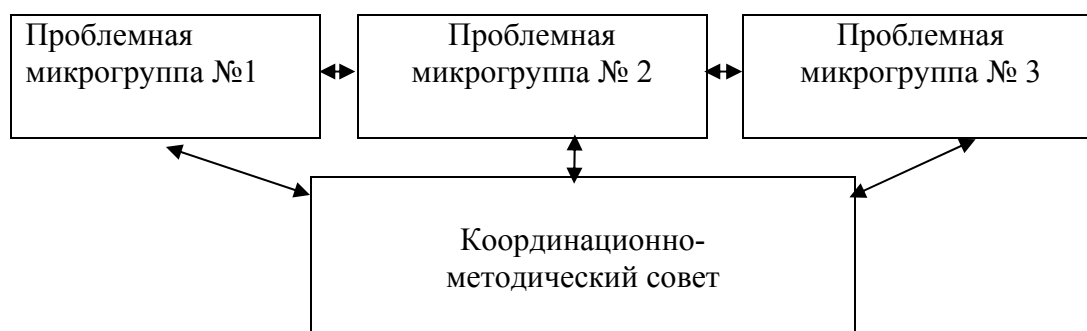 Проблемная
микрогруппа №1
Проблемная
микрогруппа № 2
Проблемная
микрогруппа № 3
Координационно-
методический совет